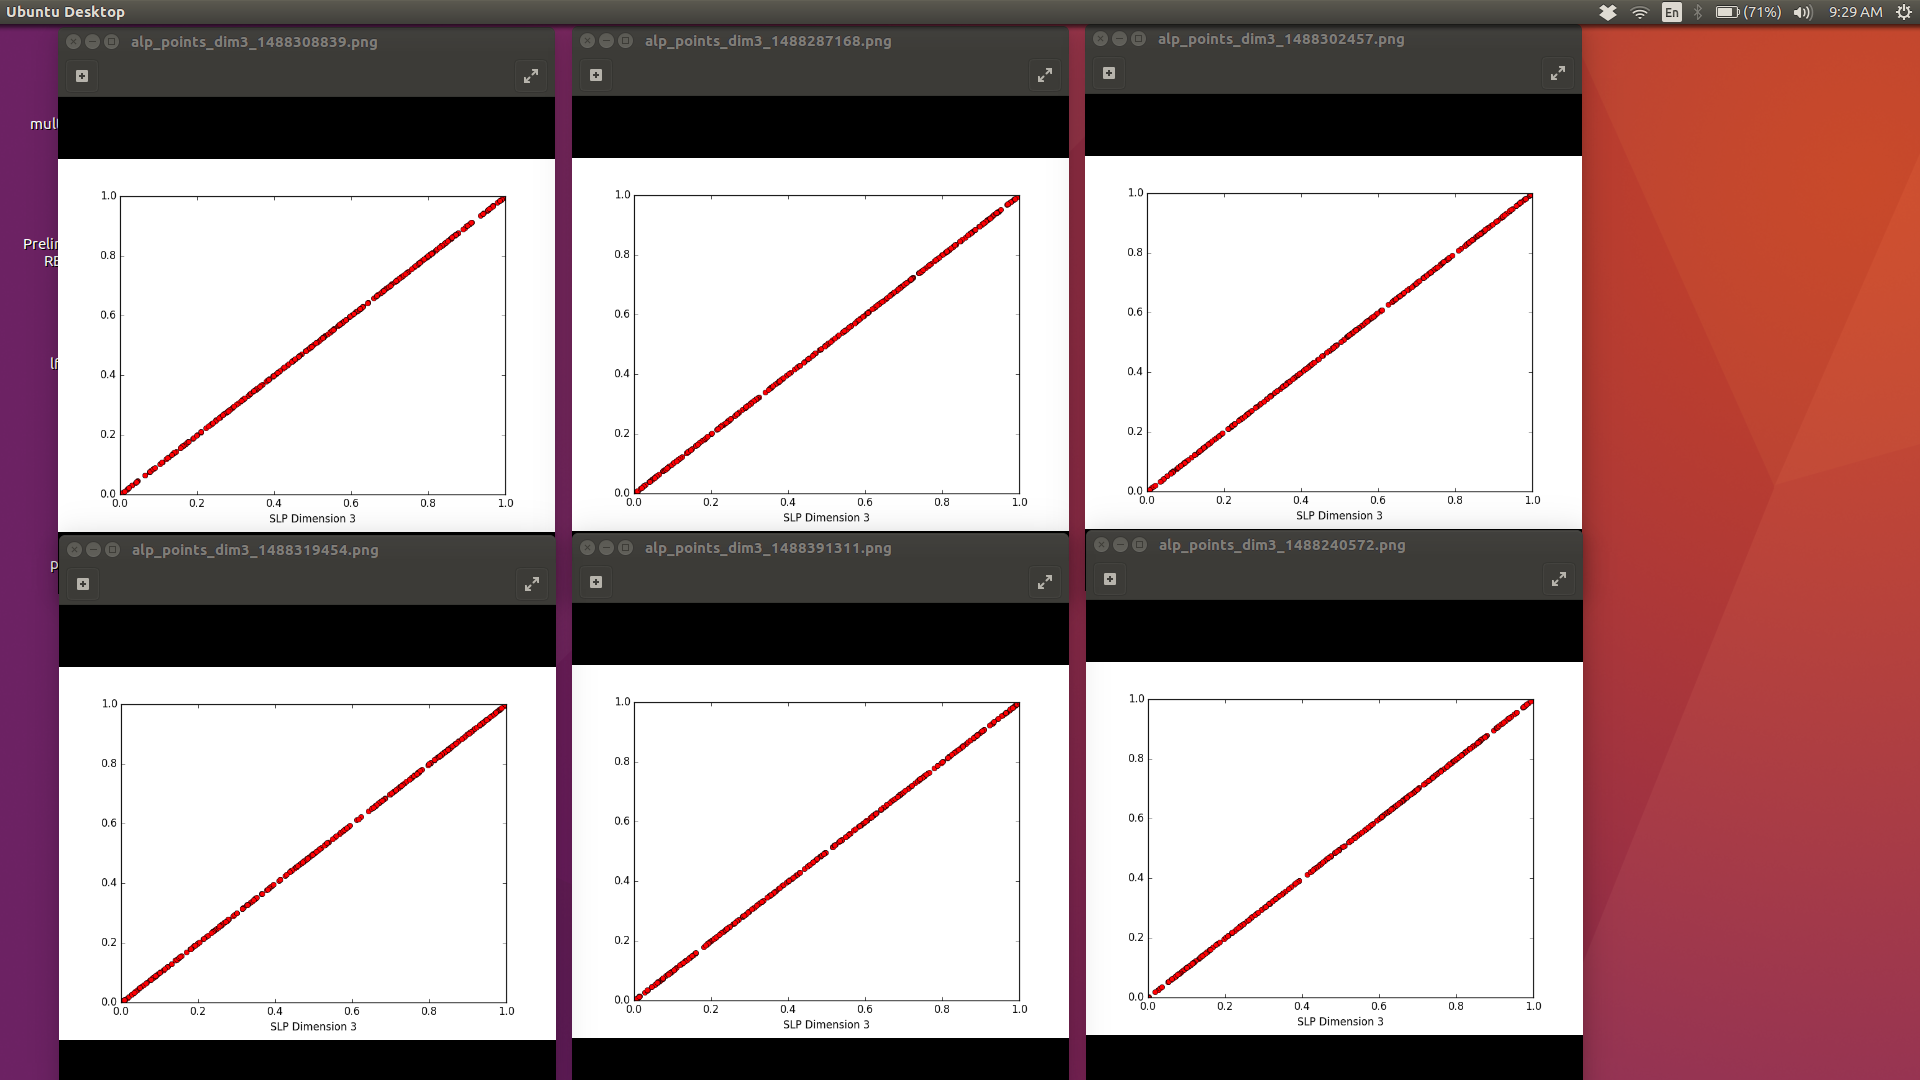 Ubuntu Desktop
En
(71%)
9:29 AM
alp_points_dim3_1488308839.png
alp_points_dim3_1488287168.png
alp_points_dim3_1488302457.png
mul
Prelin
RE
1.0
0.8
0.6
0.4
0.2
0.0
0.0 0.2 0.4 0.6 0.8 1.0
SLP Dimension 3
1.0
0.8
0.6
0.4
0.2
0.0
0.0 0.2 0.4 0.6 0.8 1.0
SLP Dimension 3
1.0
0.8
0.6
0.4
0.2
0.0
0.0 0.2 0.4 0.6 0.8 1.0
SLP Dimension 3
alp_points_dim3_1488319454.png
alp_points_dim3_1488391311.png
alp_points_dim3_1488240572.png
p
1.0
0.8
0.6
0.4
0.2
0.0
0.0 0.2 0.4 0.6 0.8 1.0
SLP Dimension 3
1.0
0.8
0.6
0.4
0.2
0.0
0.0 0.2 0.4 0.6 0.8 1.0
SLP Dimension 3
1.0
0.8
0.6
0.4
0.2
0.0
0.0 0.2 0.4 0.6 0.8 1.0
SLP Dimension 3